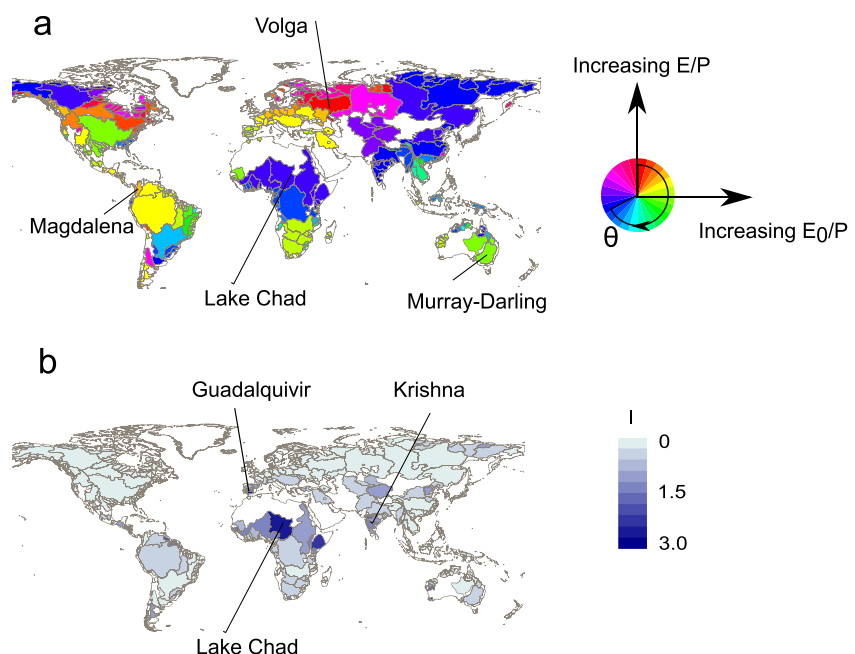 a
Volga
Increasing E/P
Magdalena
Lake Chad
Murray-Darling
θ
Increasing E0/P
b
Guadalquivir
Krishna
I
0
1.5
3.0
Lake Chad